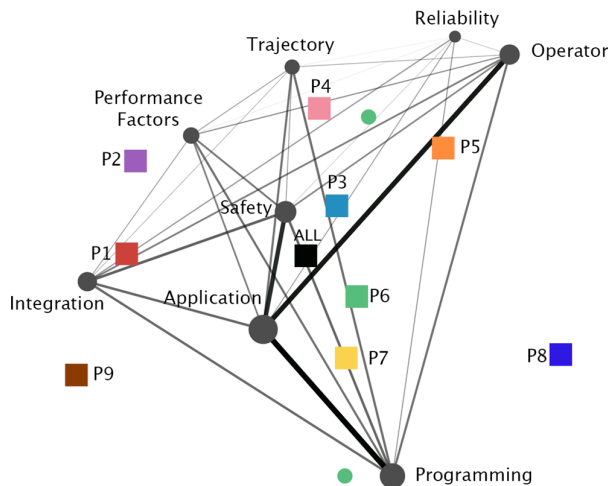 Reliability
Trajectory
Operator
P4
Performance
Factors
P5
P2
P3
Safety
ALL
P1
Application
P6
Integration
P7
P8
P9
Programming